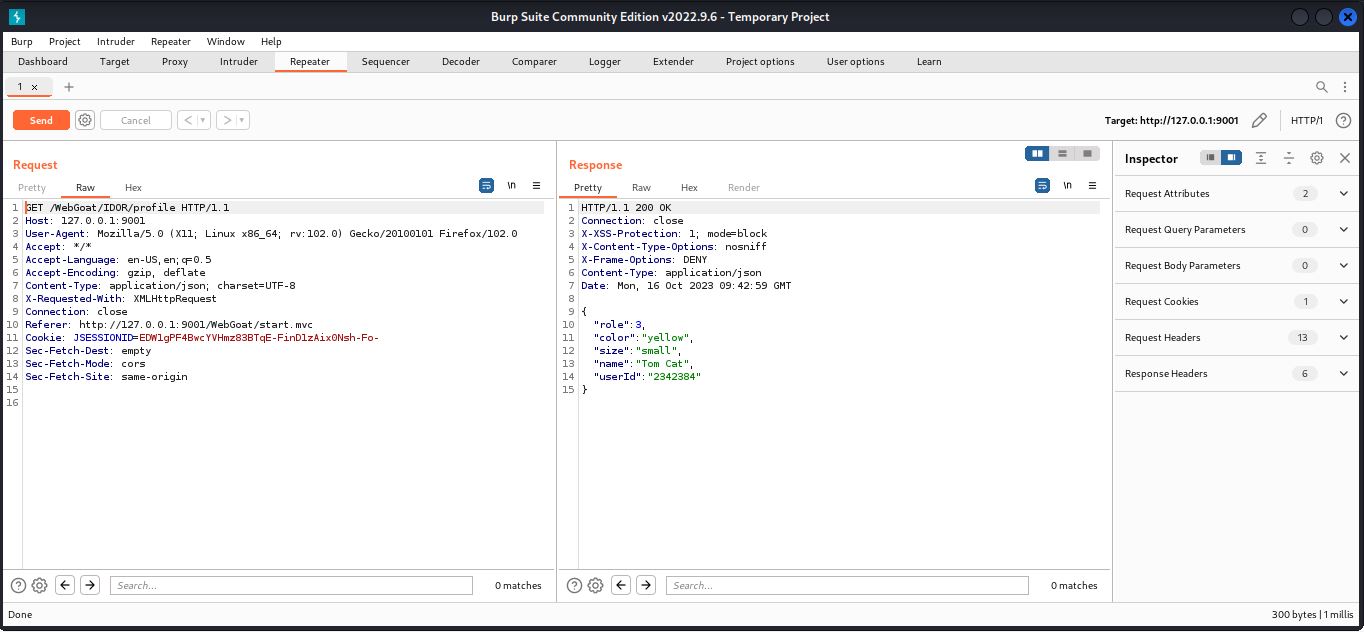 Burp Suite Community Edition v2022.9.6 - Temporary Project
Burp Project Intruder Repeater Window Help
Dashboard Target Proxy Intruder Repeater Sequencer Decoder Comparer Logger Extender Project options User options Learn
1 × +
Send Cancel < >
Target: http://127.0.0.1:9001 HTTP/1 ?
Request
Pretty Raw Hex
\n
1 GET /WebGoat/IDOR/profile HTTP/1.1
2 Host: 127.0.0.1:9001
3 User-Agent: Mozilla/5.0 (X11; Linux x86_64; rv:102.0) Gecko/20100101 Firefox/102.0
4 Accept: */*
5 Accept-Language: en-US,en;q=0.5
6 Accept-Encoding: gzip, deflate
7 Content-Type: application/json; charset=UTF-8
8 X-Requested-With: XMLHttpRequest
9 Connection: close
10 Referer: http://127.0.0.1:9001/WebGoat/start.mvc
11 Cookie: JSESSIONID=EDW1gPF4BwcYVHmz83BTqE-FinD1zAix0Nsh-Fo-
12 Sec-Fetch-Dest: empty
13 Sec-Fetch-Mode: cors
14 Sec-Fetch-Site: same-origin
15
16
? Search... 0 matches
Response
Pretty Raw Hex Render
\n
1 HTTP/1.1 200 OK
2 Connection: close
3 X-XSS-Protection: 1; mode=block
4 X-Content-Type-Options: nosniff
5 X-Frame-Options: DENY
6 Content-Type: application/json
7 Date: Mon, 16 Oct 2023 09:42:59 GMT
8
9 {
10 "role":3,
11 "color":"yellow",
12 "size":"small",
13 "name":"Tom Cat",
14 "userId":"2342384"
15 }
? Search... 0 matches
Inspector
Request Attributes 2
Request Query Parameters 0
Request Body Parameters 0
Request Cookies 1
Request Headers 13
Response Headers 6
Done
300 bytes | 1 millis